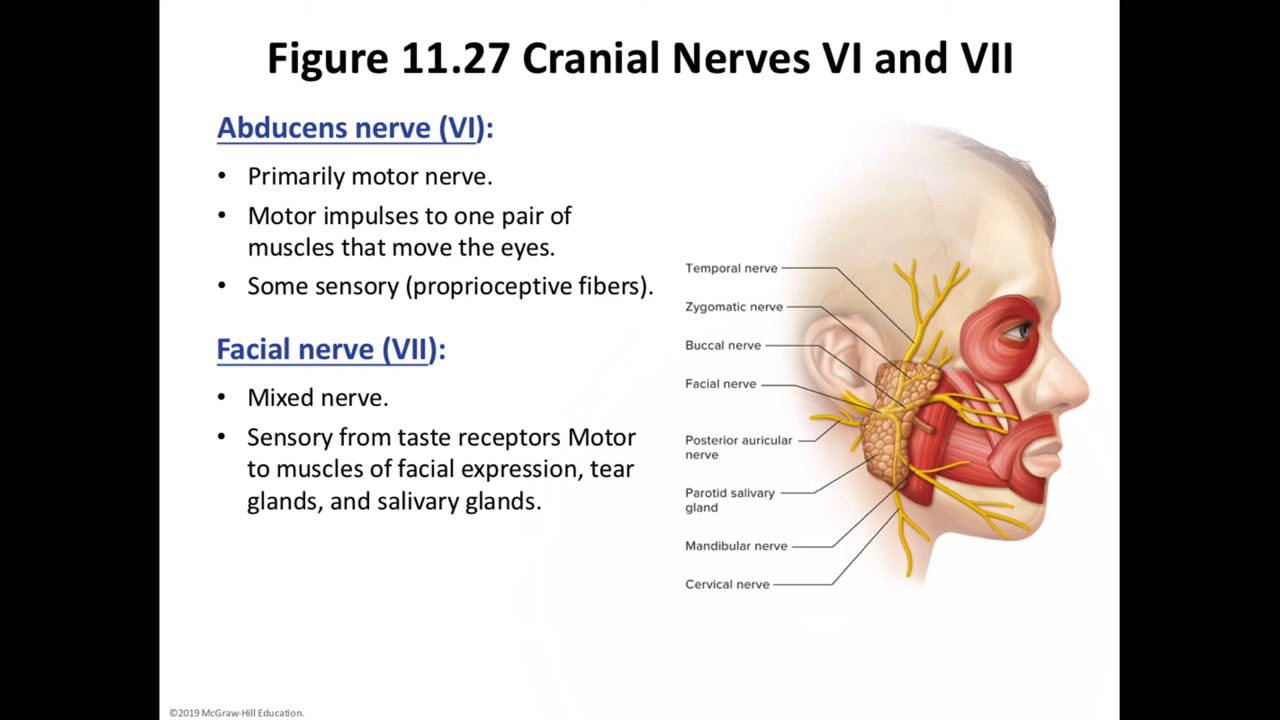 Figure 11.27 Cranial Nerves VI and VII
Abducens nerve (VI):
• Primarily motor nerve.
• Motor impulses to one pair of
muscles that move the eyes.
• Some sensory (proprioceptive fibers).
Facial nerve (VII):
• Mixed nerve.
• Sensory from taste receptors Motor
to muscles of facial expression, tear
glands, and salivary glands.
Temporal nerve
Zygomatic nerve
Buccal nerve
Facial nerve
Posterior auricular
nerve
Parotid salivary
gland
Mandibular nerve
Cervical nerve
©2019 McGraw-Hill Education.